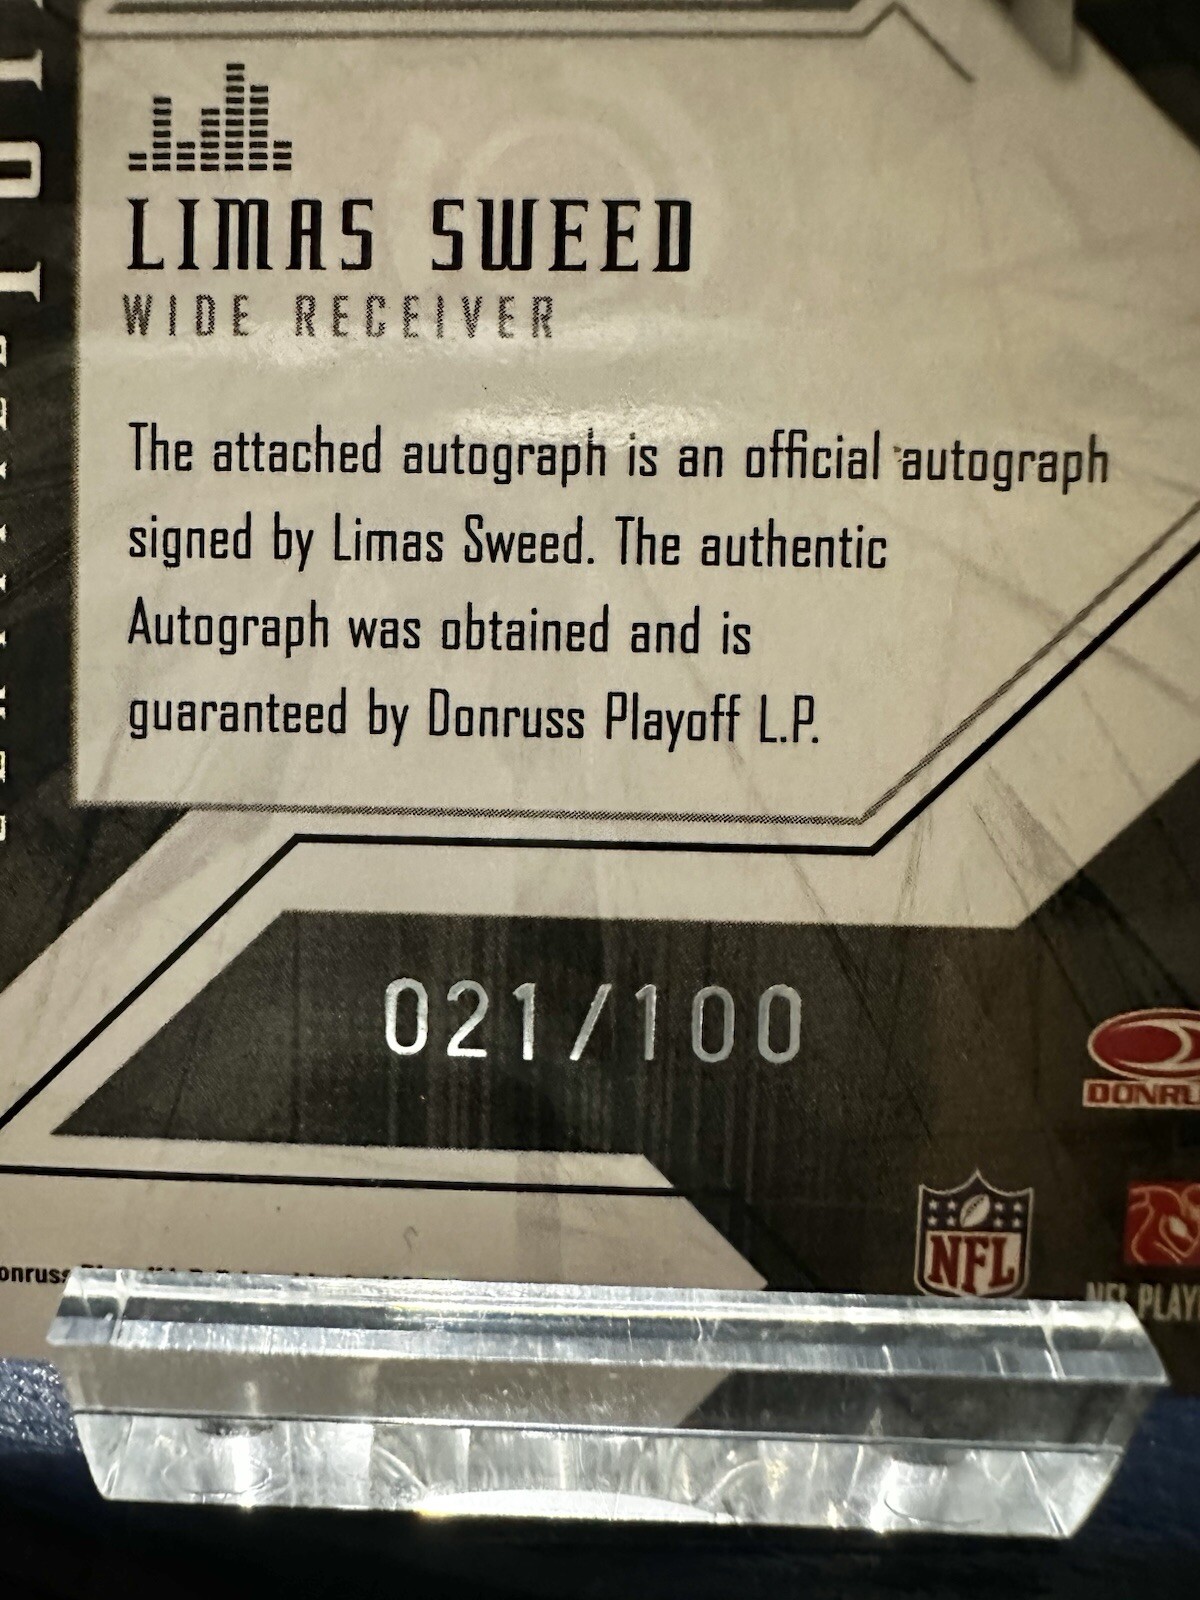 LIMAS SWEED
WIDE RECEIVER
The attached autograph is an official autograph
signed by Limas Sweed. The authentic
Autograph was obtained and is
guaranteed by Donruss Playoff L.P.
021/100
NFL